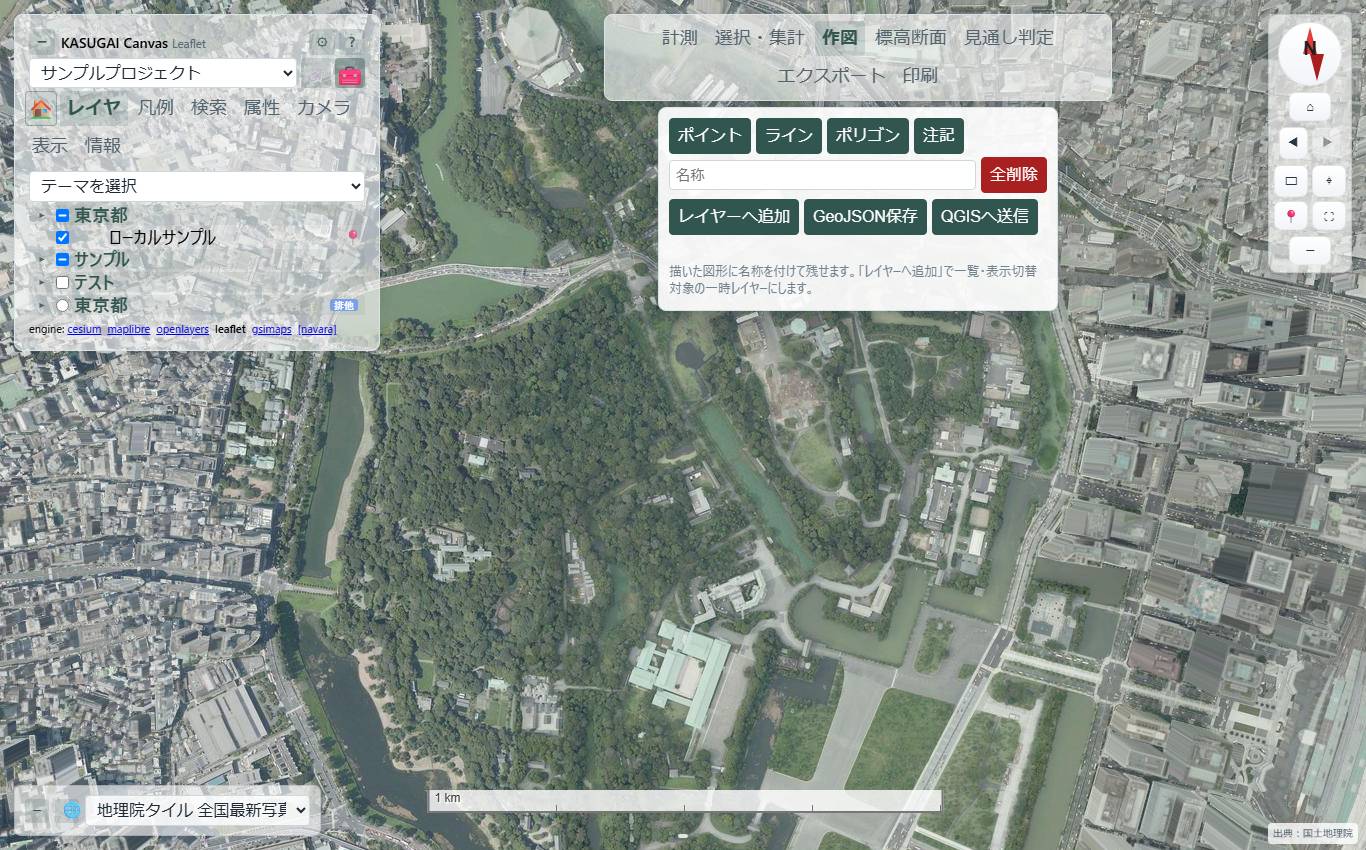 KASUGAI Canvas Leaflet
サンプルプロジェクト
レイヤ 凡例 検索 属性 カメラ
表示 情報
テーマを選択
東京都
ローカルサンプル
サンプル
テスト
東京都 排他
engine: cesium maplibre openlayers leaflet gsimaps [navara]
計測 選択・集計 作図 標高断面 見通し判定
エクスポート 印刷
ポイント ライン ポリゴン 注記
名称 全削除
レイヤーへ追加 GeoJSON保存 QGISへ送信
描いた図形に名称を付けて残せます。「レイヤーへ追加」で一覧・表示切替
対象の一時レイヤーにします。
N
地理院タイル 全国最新写真
1 km
出典：国土地理院